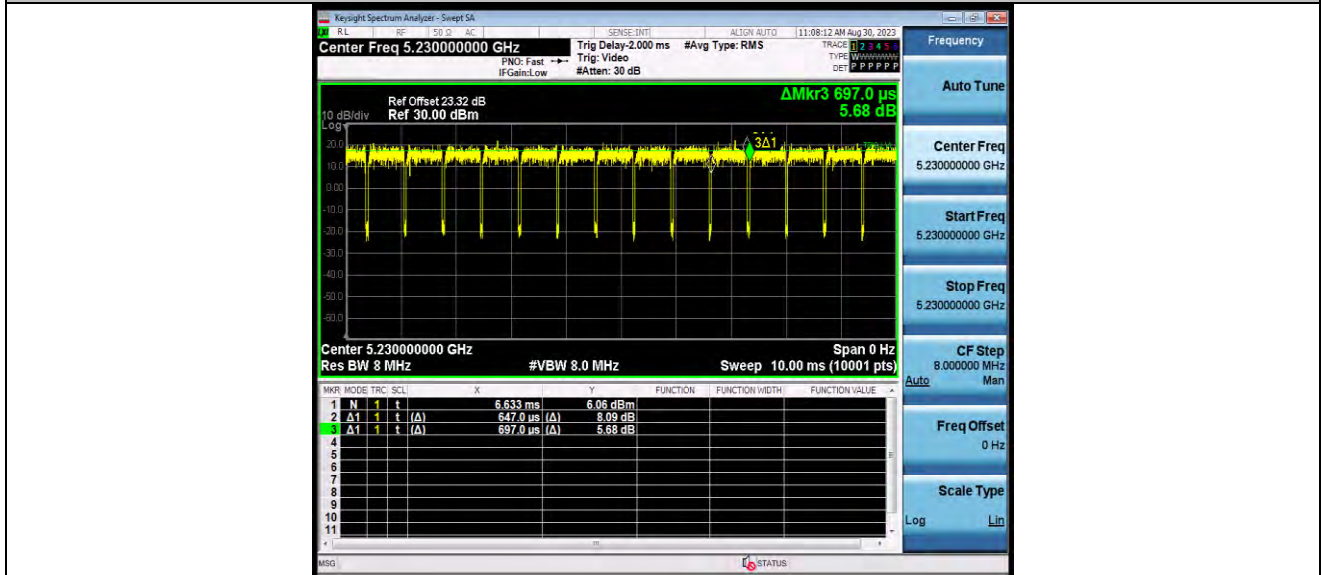 Keysight Spectrum Analyzer - Swept SA
RL RF 50 Ω AC SENSE:INT ALIGN AUTO 11:08:12 AM Aug 30, 2023
Center Freq 5.230000000 GHz
PNO: Fast
IFGain:Low
Trig Delay-2.000 ms
Trig: Video
#Atten: 30 dB
#Avg Type: RMS
TRACE 1 2 3 4 5 6
TYPE W
DET P P P P P P
Frequency
ΔMkr3 697.0 µs
5.68 dB
10 dB/div
Log
Ref Offset 23.32 dB
Ref 30.00 dBm
20.0
10.0
0.00
-10.0
-20.0
-30.0
-40.0
-50.0
-60.0
3Δ1
Center 5.230000000 GHz
Span 0 Hz
Res BW 8 MHz
#VBW 8.0 MHz
Sweep 10.00 ms (10001 pts)
MKR MODE TRC SCL X Y FUNCTION FUNCTION WIDTH FUNCTION VALUE
1 N 1 t 6.633 ms 6.06 dBm
2 Δ1 1 t (Δ) 647.0 µs (Δ) 8.09 dB
3 Δ1 1 t (Δ) 697.0 µs (Δ) 5.68 dB
4
5
6
7
8
9
10
11
MSG
STATUS
Auto Tune
Center Freq
5.230000000 GHz
Start Freq
5.230000000 GHz
Stop Freq
5.230000000 GHz
CF Step
8.000000 MHz
Auto Man
Freq Offset
0 Hz
Scale Type
Log Lin